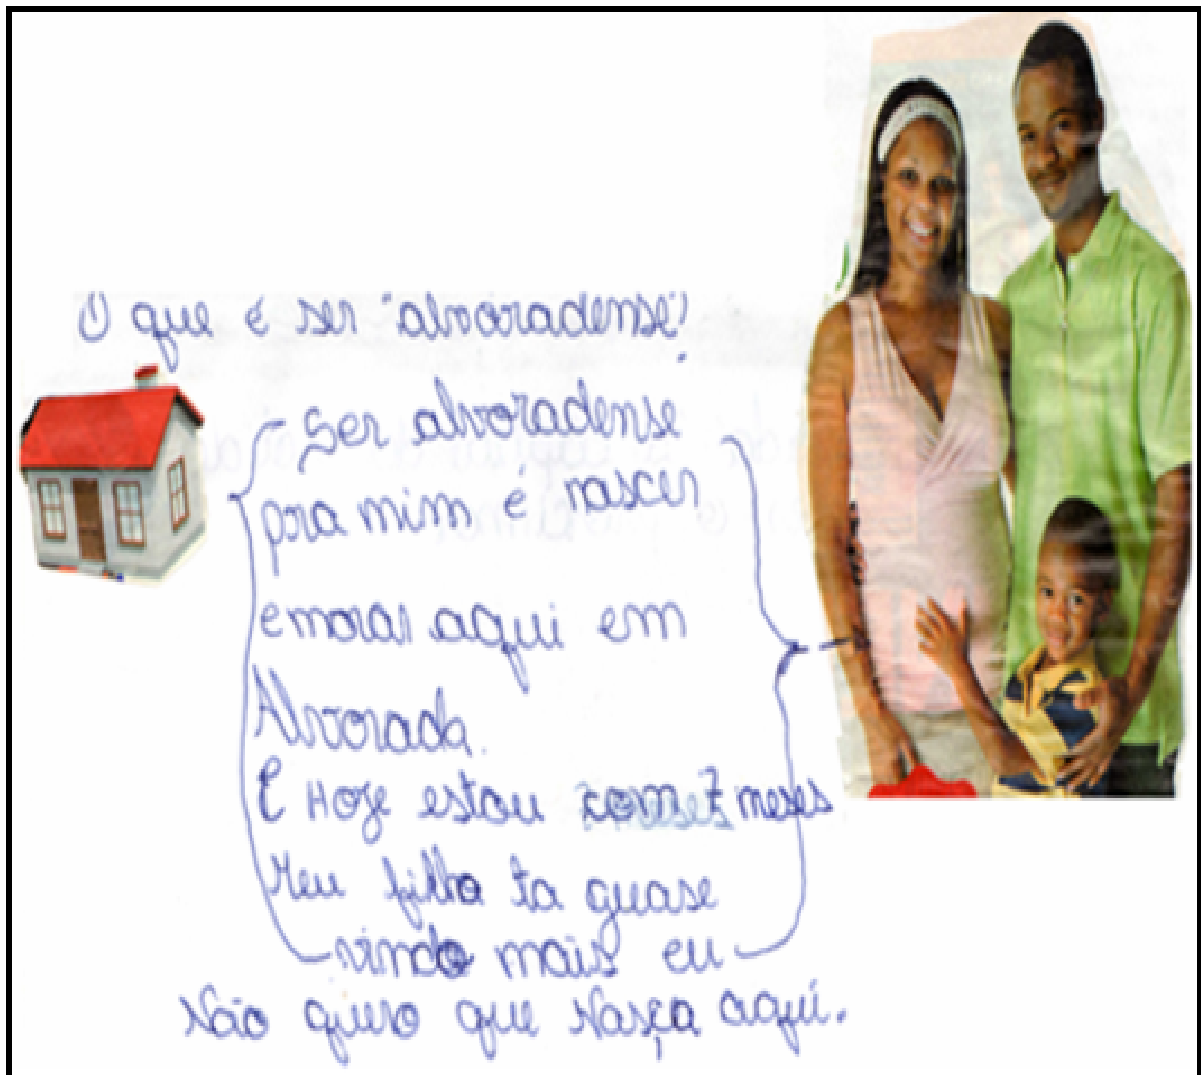 O que é ser "alvoradense"?
Ser alvoradense
pra mim é nascer
e morar aqui em
Alvorada.
E Hoje estou com 7 meses
Meu filho ta quase
vindo mais eu
Não quero que Nasça aqui.